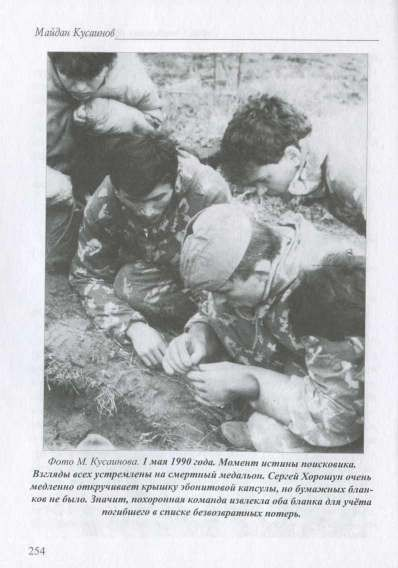 Майдан Кусаинов
Фото М. Кусаинова. 1 мая 1990 года. Момент истины поисковика.
Взгляды всех устремлены на смертный медальон. Сергей Хорошун очень
медленно откручивает крышку эбонитовой капсулы, но бумажных блан-
ков не было. Значит, похоронная команда извлекла оба бланка для учёта
погибшего в списке безвозвратных потерь.
254